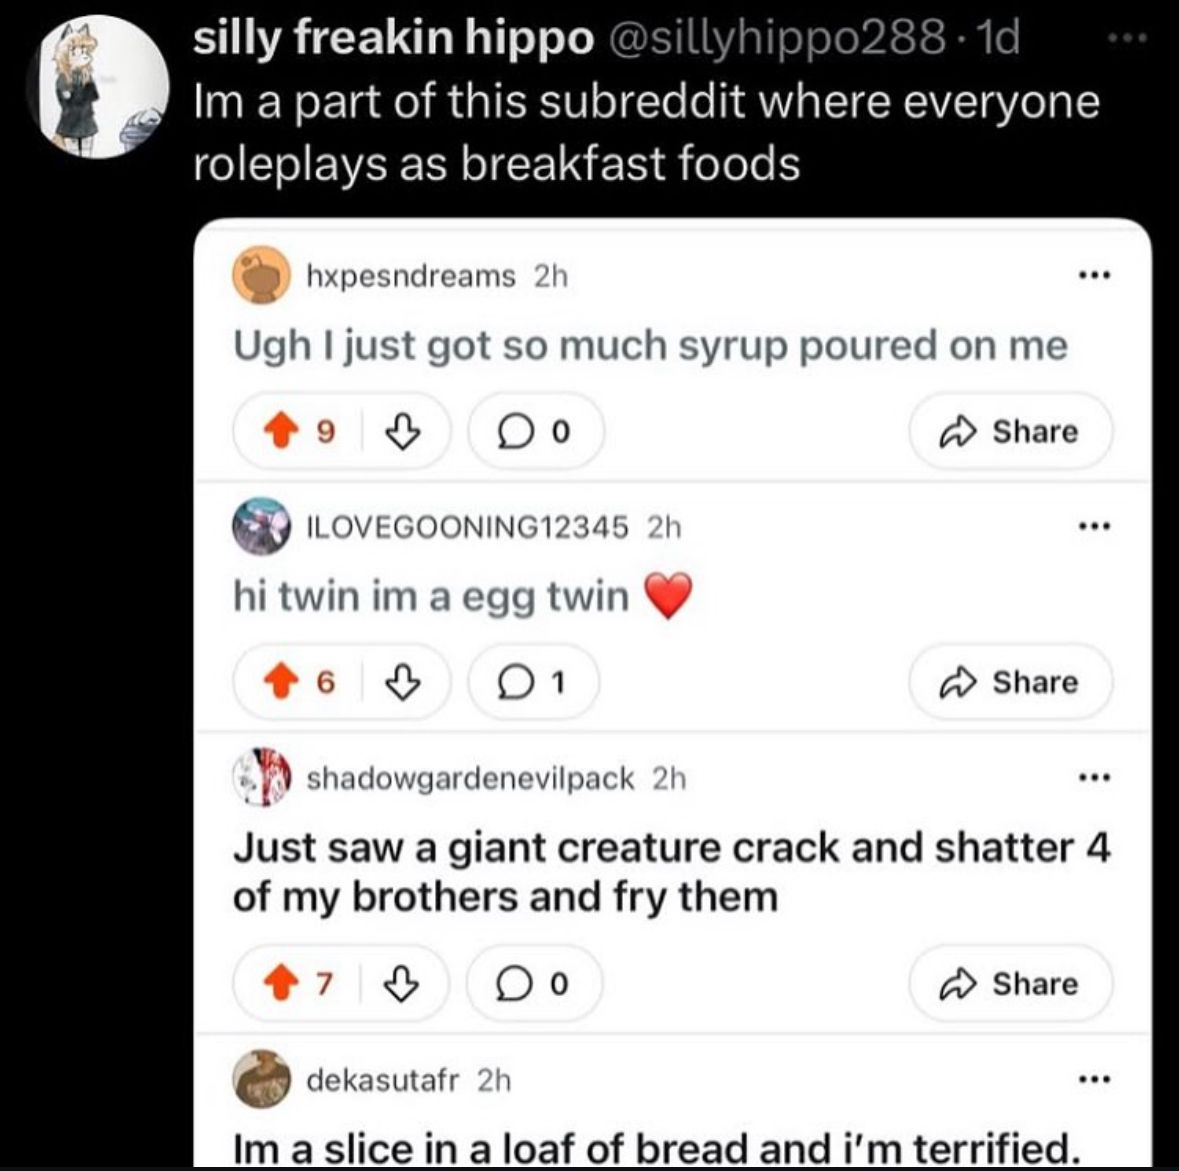 silly freakin hippo @sillyhippo288 · 1d
Im a part of this subreddit where everyone
roleplays as breakfast foods
hxpesndreams 2h
Ugh I just got so much syrup poured on me
9 0 Share
ILOVEGOONING12345 2h
hi twin im a egg twin ❤️
6 1 Share
shadowgardenevilpack 2h
Just saw a giant creature crack and shatter 4
of my brothers and fry them
7 0 Share
dekasutafr 2h
Im a slice in a loaf of bread and i'm terrified.